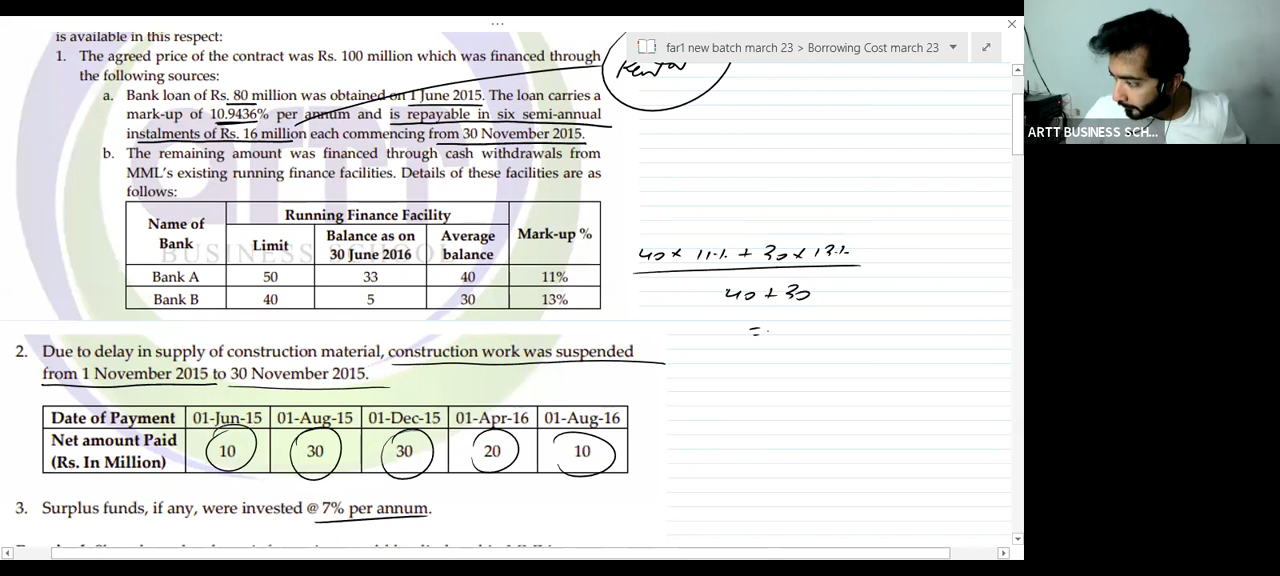 is available in this respect:
1. The agreed price of the contract was Rs. 100 million which was financed through
the following sources:
a. Bank loan of Rs. 80 million was obtained on 1 June 2015. The loan carries a
mark-up of 10.9436% per annum and is repayable in six semi-annual
instalments of Rs. 16 million each commencing from 30 November 2015.
b. The remaining amount was financed through cash withdrawals from
MML's existing running finance facilities. Details of these facilities are as
follows:
Name of Bank Running Finance Facility Mark-up %
Limit Balance as on 30 June 2016 Average balance
Bank A 50 33 40 11%
Bank B 40 5 30 13%
BUSINESS SCHOOL
2. Due to delay in supply of construction material, construction work was suspended
from 1 November 2015 to 30 November 2015.
Date of Payment 01-Jun-15 01-Aug-15 01-Dec-15 01-Apr-16 01-Aug-16
Net amount Paid (Rs. In Million) 10 30 30 20 10
3. Surplus funds, if any, were invested @ 7% per annum.
far1 new batch march 23 > Borrowing Cost march 23
40 x 11% + 30 x 13%
40 + 30
=
ARTT BUSINESS SCH...